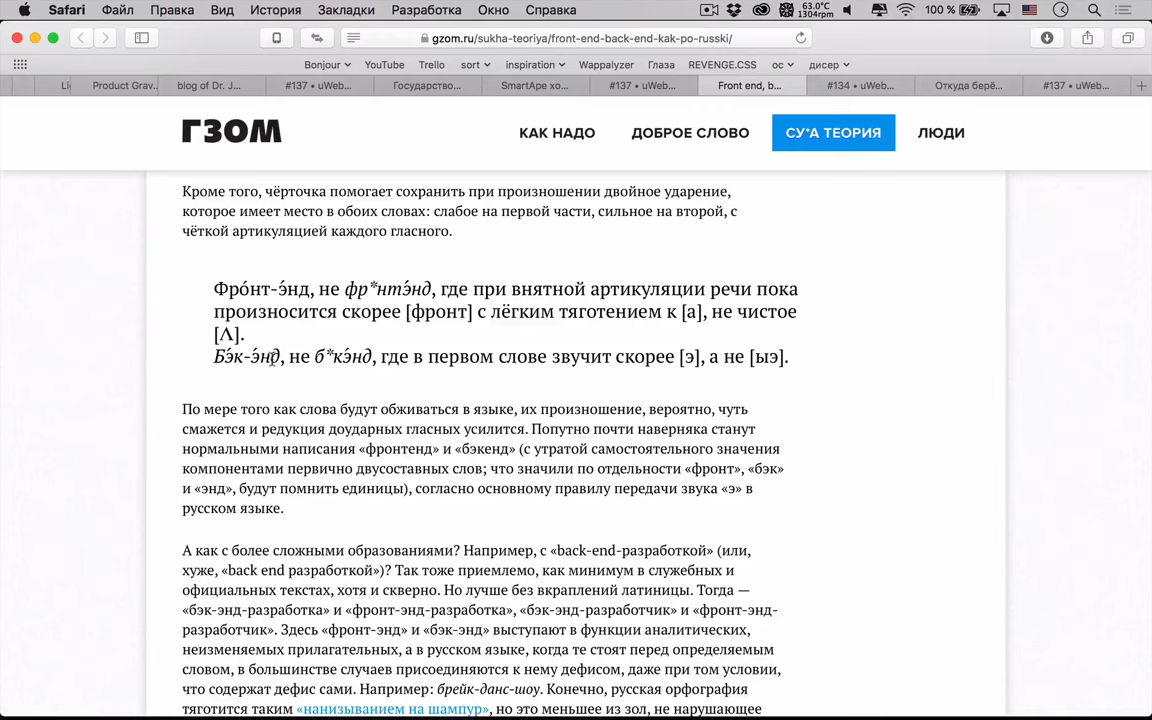 Safari Файл Правка Вид История Закладки Разработка Окно Справка 63.0°C 1304rpm 100 %
gzom.ru/sukha-teoriya/front-end-back-end-kak-po-russki/
Bonjour YouTube Trello sort inspiration Wappalyzer Глаза REVENGE.CSS ос дисер
Li Product Grav... blog of Dr. J... #137 • uWeb... Государство... SmartApe хо... #137 • uWeb... Front end, b... #134 • uWeb... Откуда берё... #137 • uWeb...
ГЗОМ КАК НАДО ДОБРОЕ СЛОВО СУ*А ТЕОРИЯ ЛЮДИ
Кроме того, чёрточка помогает сохранить при произношении двойное ударение,
которое имеет место в обоих словах: слабое на первой части, сильное на второй, с
чёткой артикуляцией каждого гласного.
Фро́нт-э́нд, не фр*нтэ́нд, где при внятной артикуляции речи пока
произносится скорее [фронт] с лёгким тяготением к [а], не чистое
[Λ].
Бэ́к-э́нд, не б*кэ́нд, где в первом слове звучит скорее [э], а не [ыэ].
По мере того как слова будут обживаться в языке, их произношение, вероятно, чуть
смажется и редукция доударных гласных усилится. Попутно почти наверняка станут
нормальными написания «фронтенд» и «бэкенд» (с утратой самостоятельного значения
компонентами первично двусоставных слов; что значили по отдельности «фронт», «бэк»
и «энд», будут помнить единицы), согласно основному правилу передачи звука «э» в
русском языке.
А как с более сложными образованиями? Например, с «back-end-разработкой» (или,
хуже, «back end разработкой»)? Так тоже приемлемо, как минимум в служебных и
официальных текстах, хотя и скверно. Но лучше без вкраплений латиницы. Тогда —
«бэк-энд-разработка» и «фронт-энд-разработка», «бэк-энд-разработчик» и «фронт-энд-
разработчик». Здесь «фронт-энд» и «бэк-энд» выступают в функции аналитических,
неизменяемых прилагательных, а в русском языке, когда те стоят перед определяемым
словом, в большинстве случаев присоединяются к нему дефисом, даже при том условии,
что содержат дефис сами. Например: брейк-данс-шоу. Конечно, русская орфография
тяготится таким «нанизыванием на шампур», но это меньшее из зол, не нарушающее